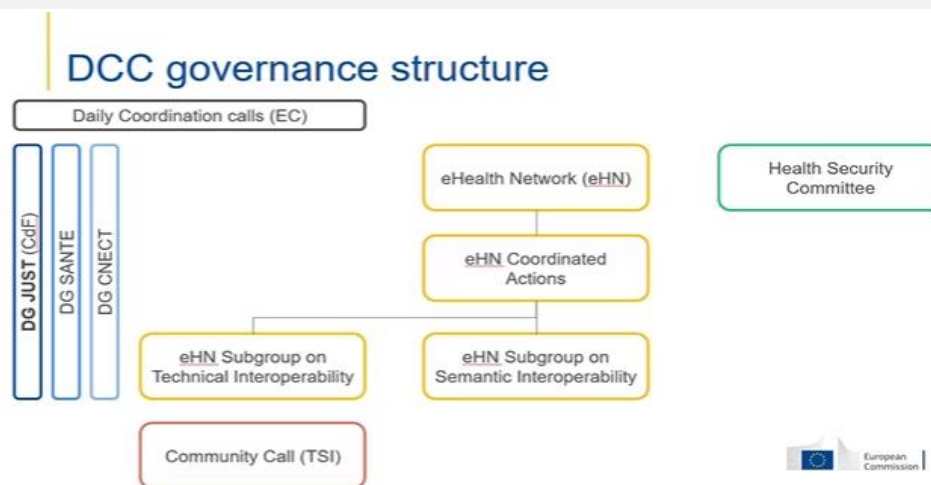 DCC governance structure
Daily Coordination calls (EC)
DG JUST (CdF)
DG SANTE
DG CNECT
eHealth Network (eHN)
Health Security
Committee
eHN Coordinated
Actions
eHN Subgroup on
Technical Interoperability
eHN Subgroup on
Semantic Interoperability
Community Call (TSI)
European
Commission